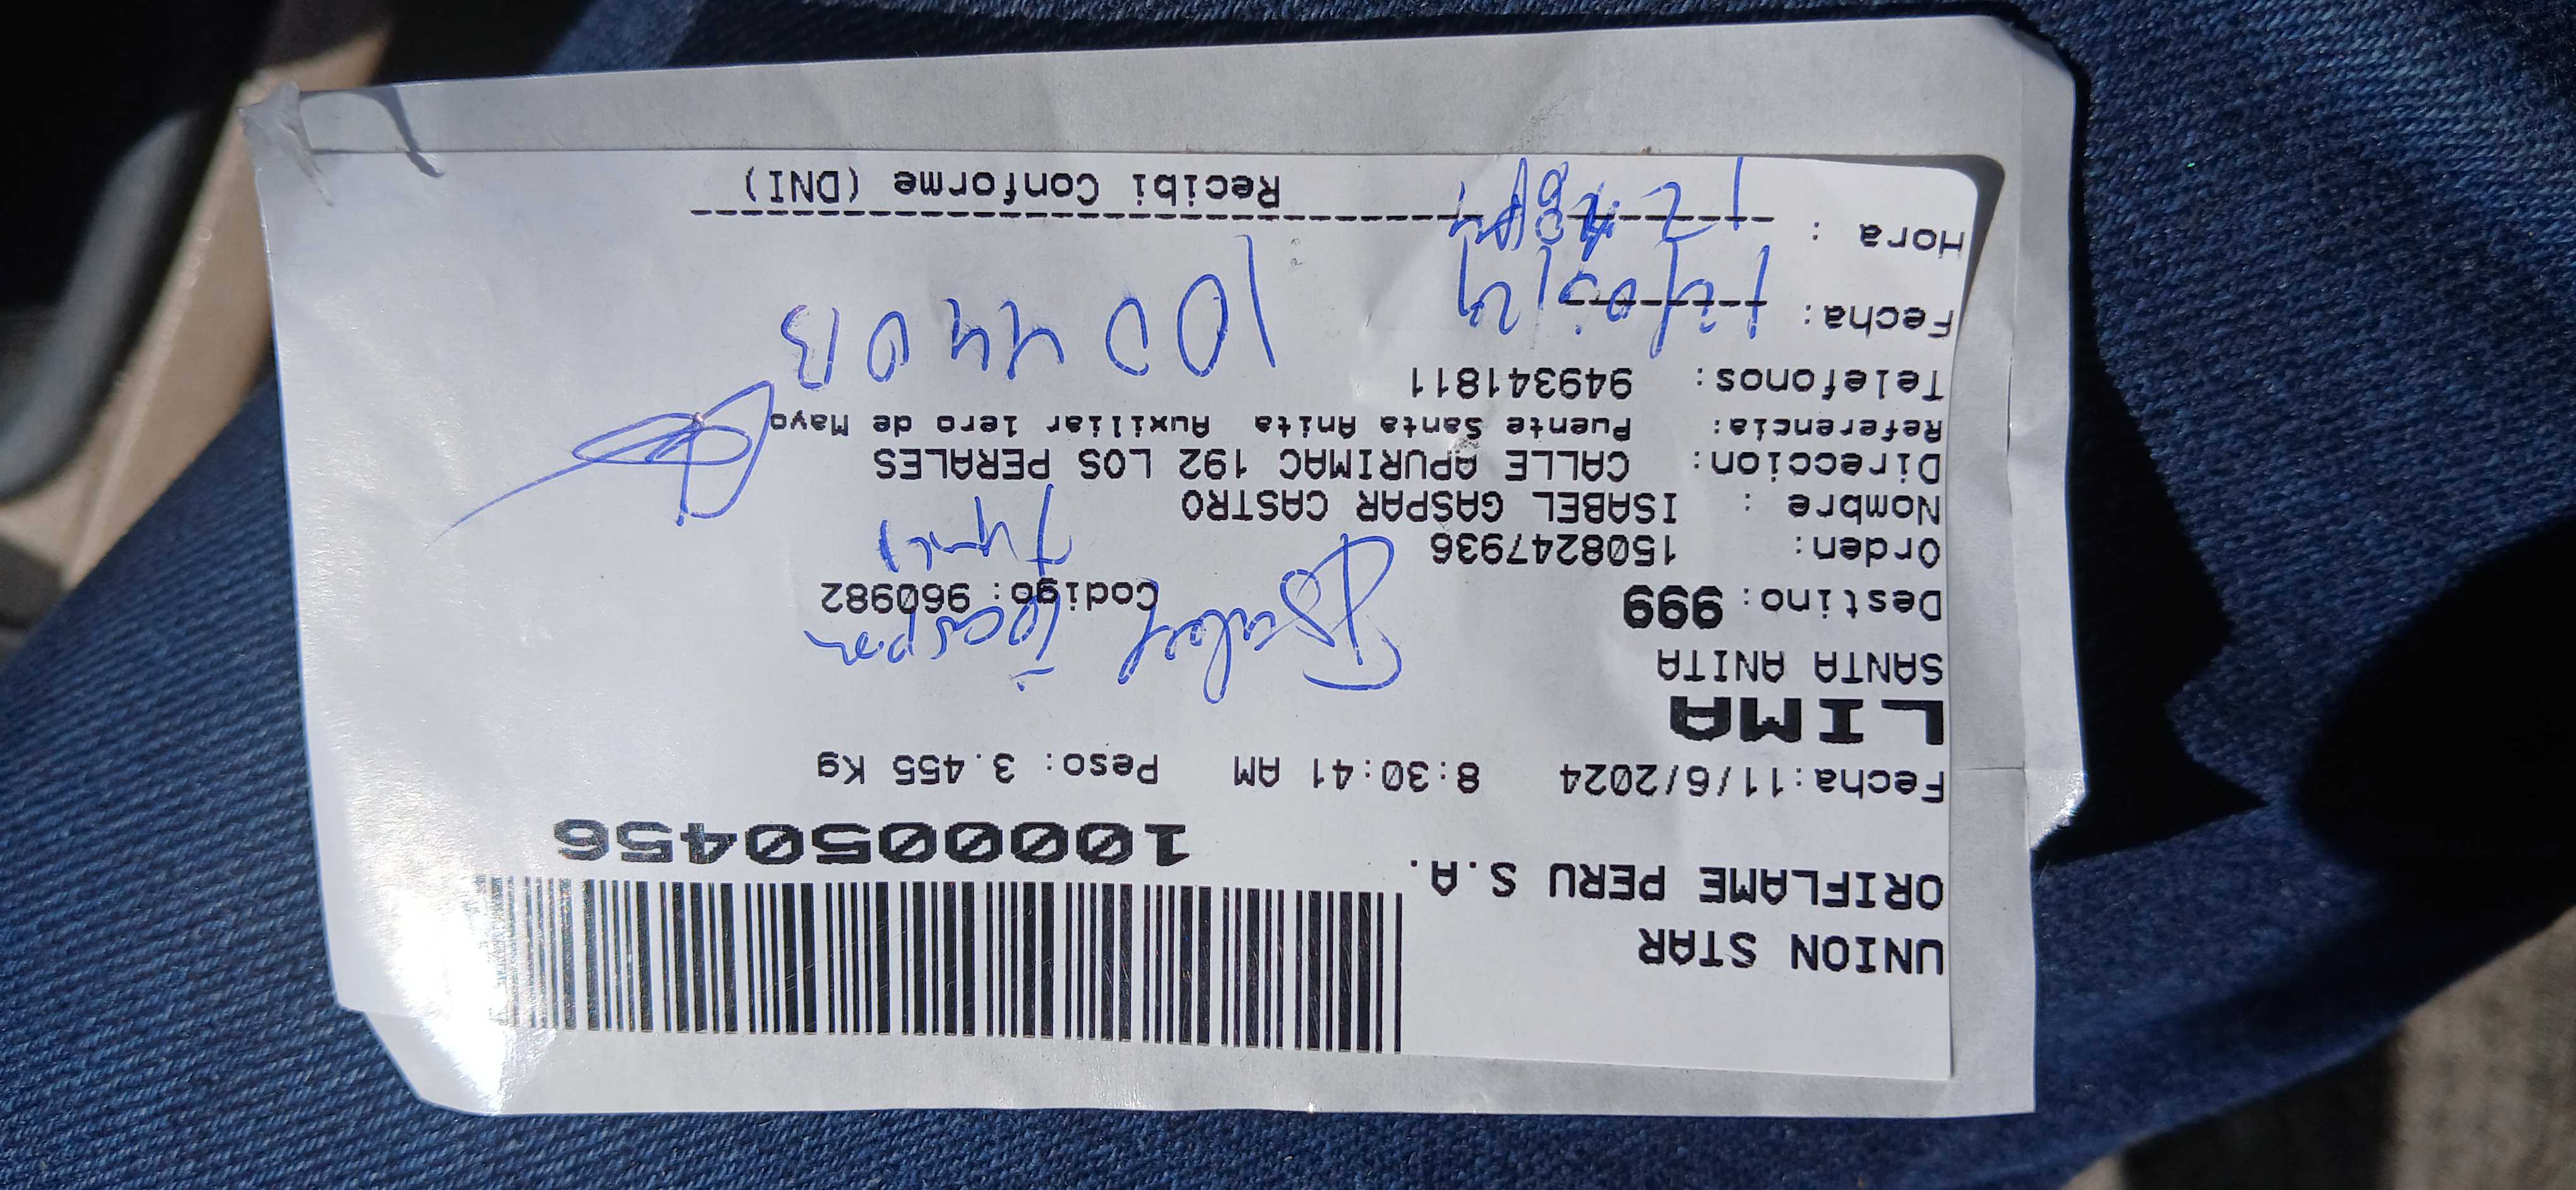 UNION STAR
ORIFLAME PERU S.A.
1000050456
Fecha:11/6/2024 8:30:41 AM Peso: 3.455 Kg
LIMA
SANTA ANITA
Isabel Gaspar
Destino: 999 Codigo: 960982
Orden: 1508247936
Nombre : ISABEL GASPAR CASTRO
Direccion: CALLE APURIMAC 192 LOS PERALES
Referencia: Puente Santa Anita Auxiliar 1ero de Mayo
Telefonos: 949341811
Fecha:
Hora :
Recibi Conforme (DNI)